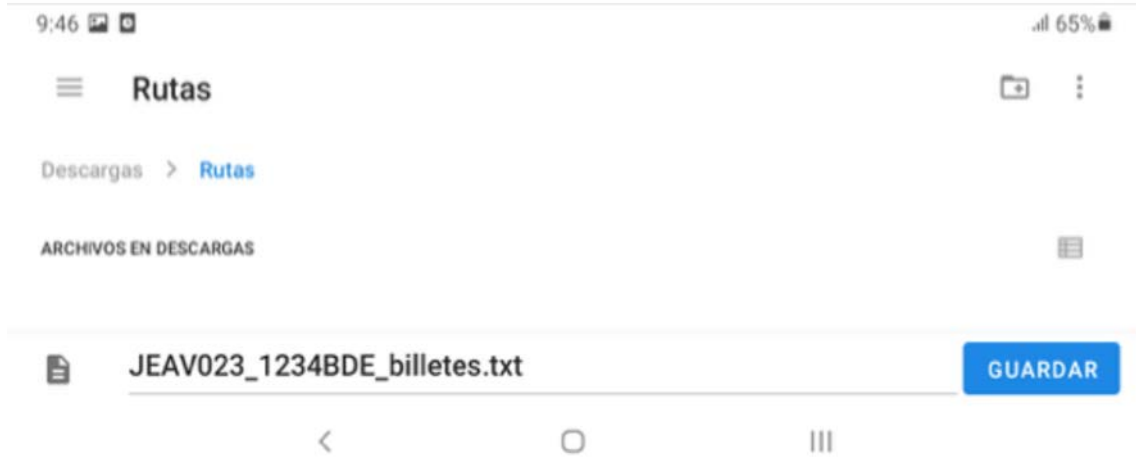 9:46 65%
Rutas
Descargas > Rutas
ARCHIVOS EN DESCARGAS
JEAV023_1234BDE_billetes.txt GUARDAR